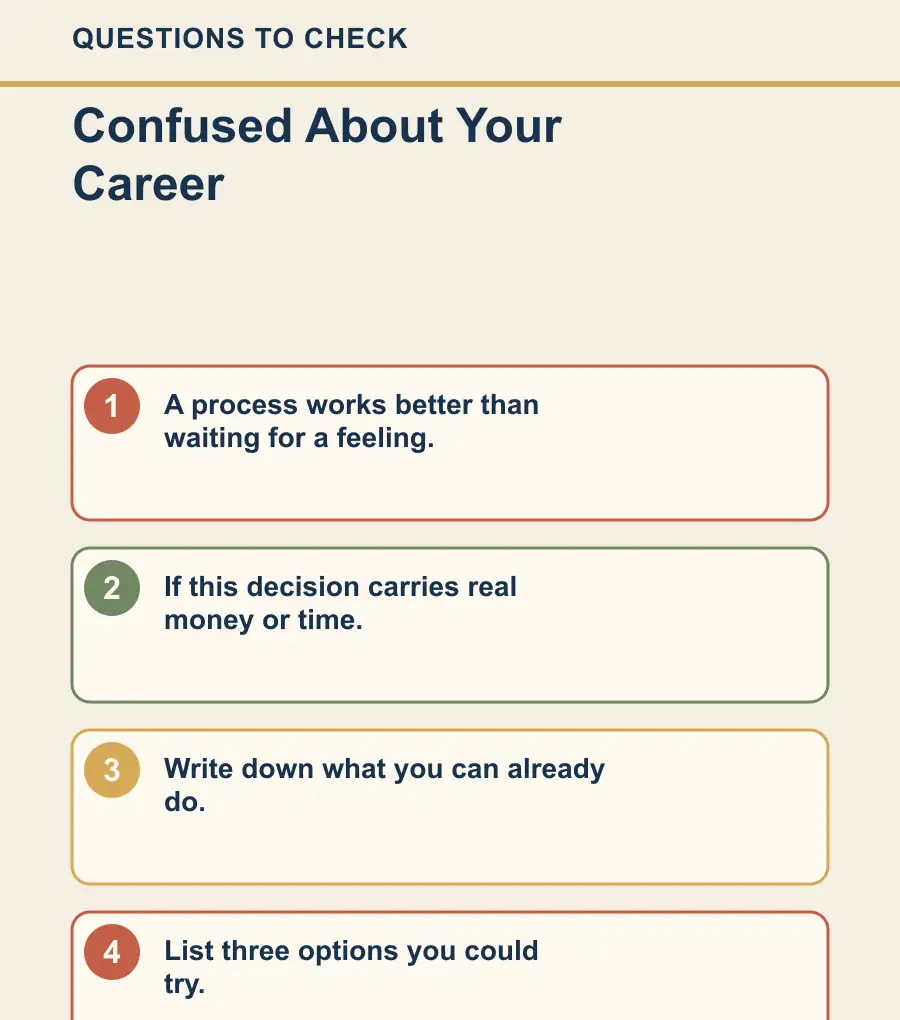 QUESTIONS TO CHECK
Confused About Your
Career
1
A process works better than
waiting for a feeling.
2
If this decision carries real
money or time.
3
Write down what you can already
do.
4
List three options you could
try.